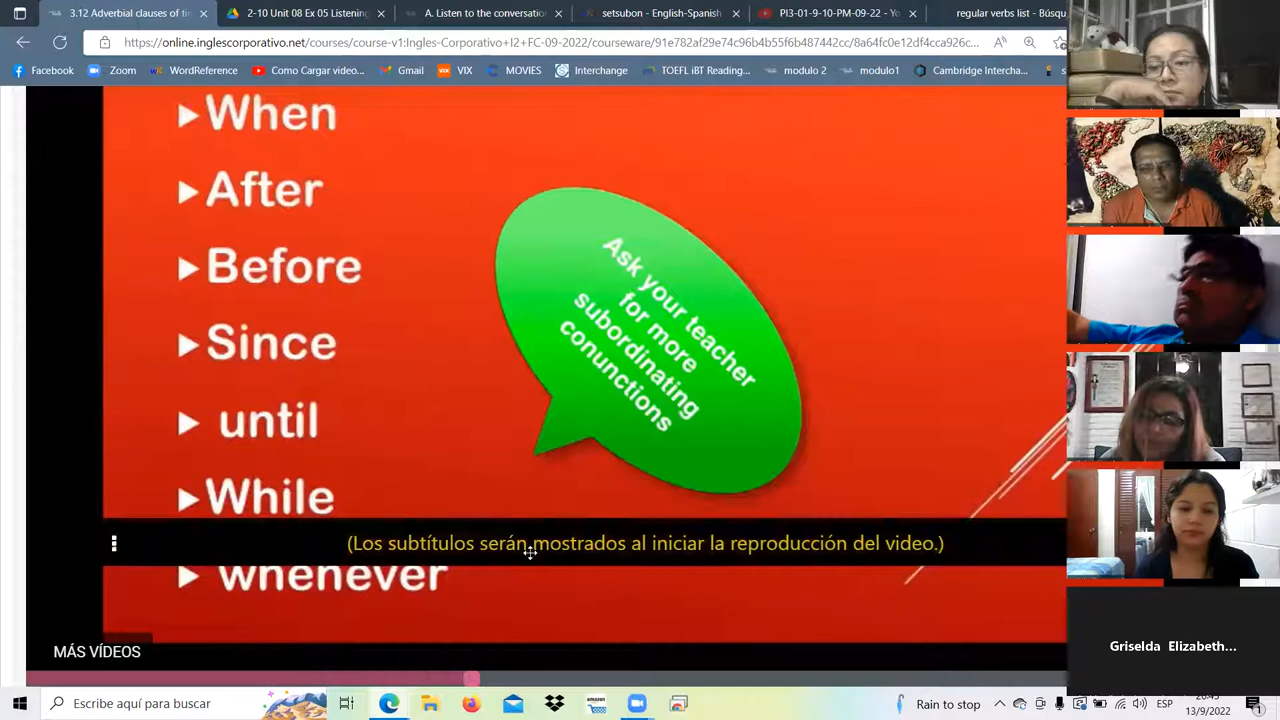 3.12 Adverbial clauses of tim
2-10 Unit 08 Ex 05 Listening
A. Listen to the conversation
setsubon - English-Spanish
PI3-01-9-10-PM-09-22 - Yo
regular verbs list - Búsqu
https://online.inglescorporativo.net/courses/course-v1:Ingles-Corporativo+I2+FC-09-2022/courseware/91e782af29e74c96b4b55f6b487442cc/8a64fc0e12df4cca926c...
Facebook
Zoom
WordReference
Como Cargar video...
Gmail
VIX
MOVIES
Interchange
TOEFL iBT Reading...
modulo 2
modulo1
Cambridge Intercha...
When
After
Before
Since
until
While
whenever
Ask your teacher
for more
subordinating
conunctions
(Los subtítulos serán mostrados al iniciar la reproducción del video.)
MÁS VÍDEOS
Griselda Elizabeth...
Escribe aquí para buscar
Rain to stop
ESP
20:45
13/9/2022
1